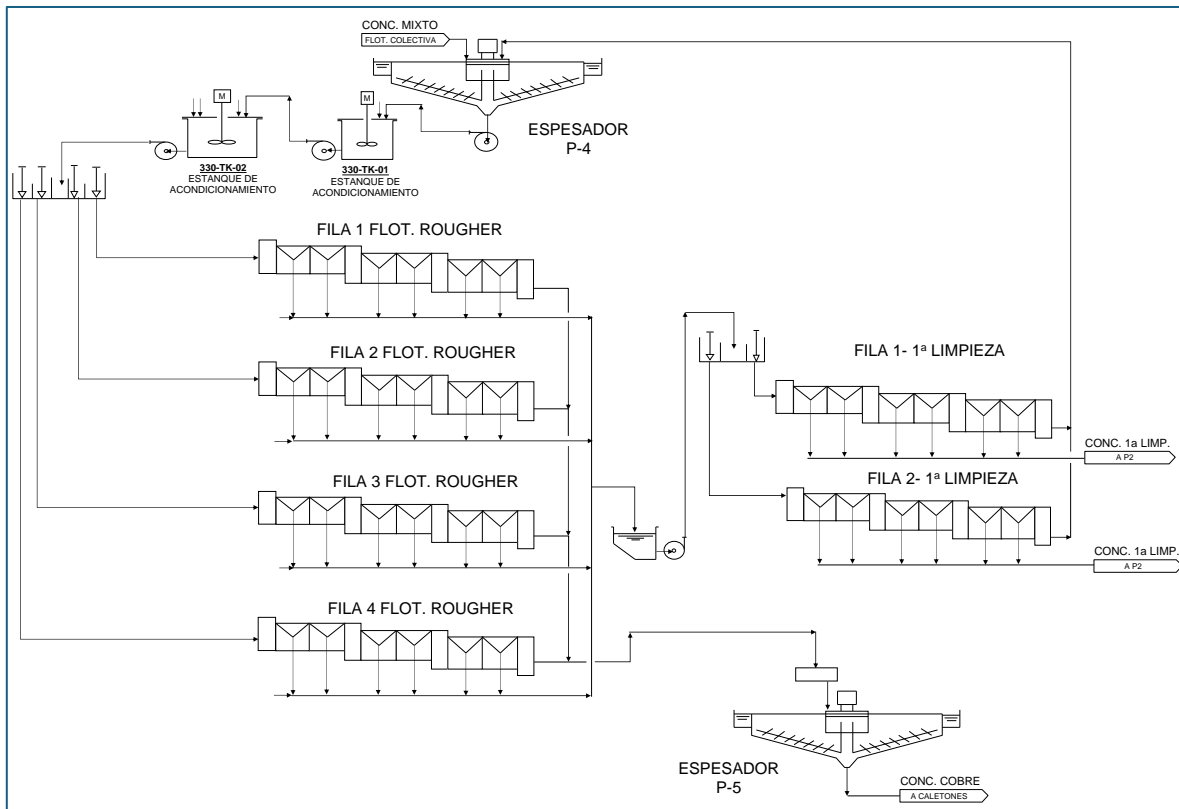 CONC. MIXTO
FLOT. COLECTIVA
M
M
ESPESADOR
P-4
330-TK-02
ESTANQUE DE
ACONDICIONAMIENTO
330-TK-01
ESTANQUE DE
ACONDICIONAMIENTO
FILA 1 FLOT. ROUGHER
FILA 2 FLOT. ROUGHER
FILA 3 FLOT. ROUGHER
FILA 4 FLOT. ROUGHER
FILA 1- 1ª LIMPIEZA
CONC. 1a LIMP.
A P2
FILA 2- 1ª LIMPIEZA
CONC. 1a LIMP.
A P2
ESPESADOR
P-5
CONC. COBRE
A CALETONES